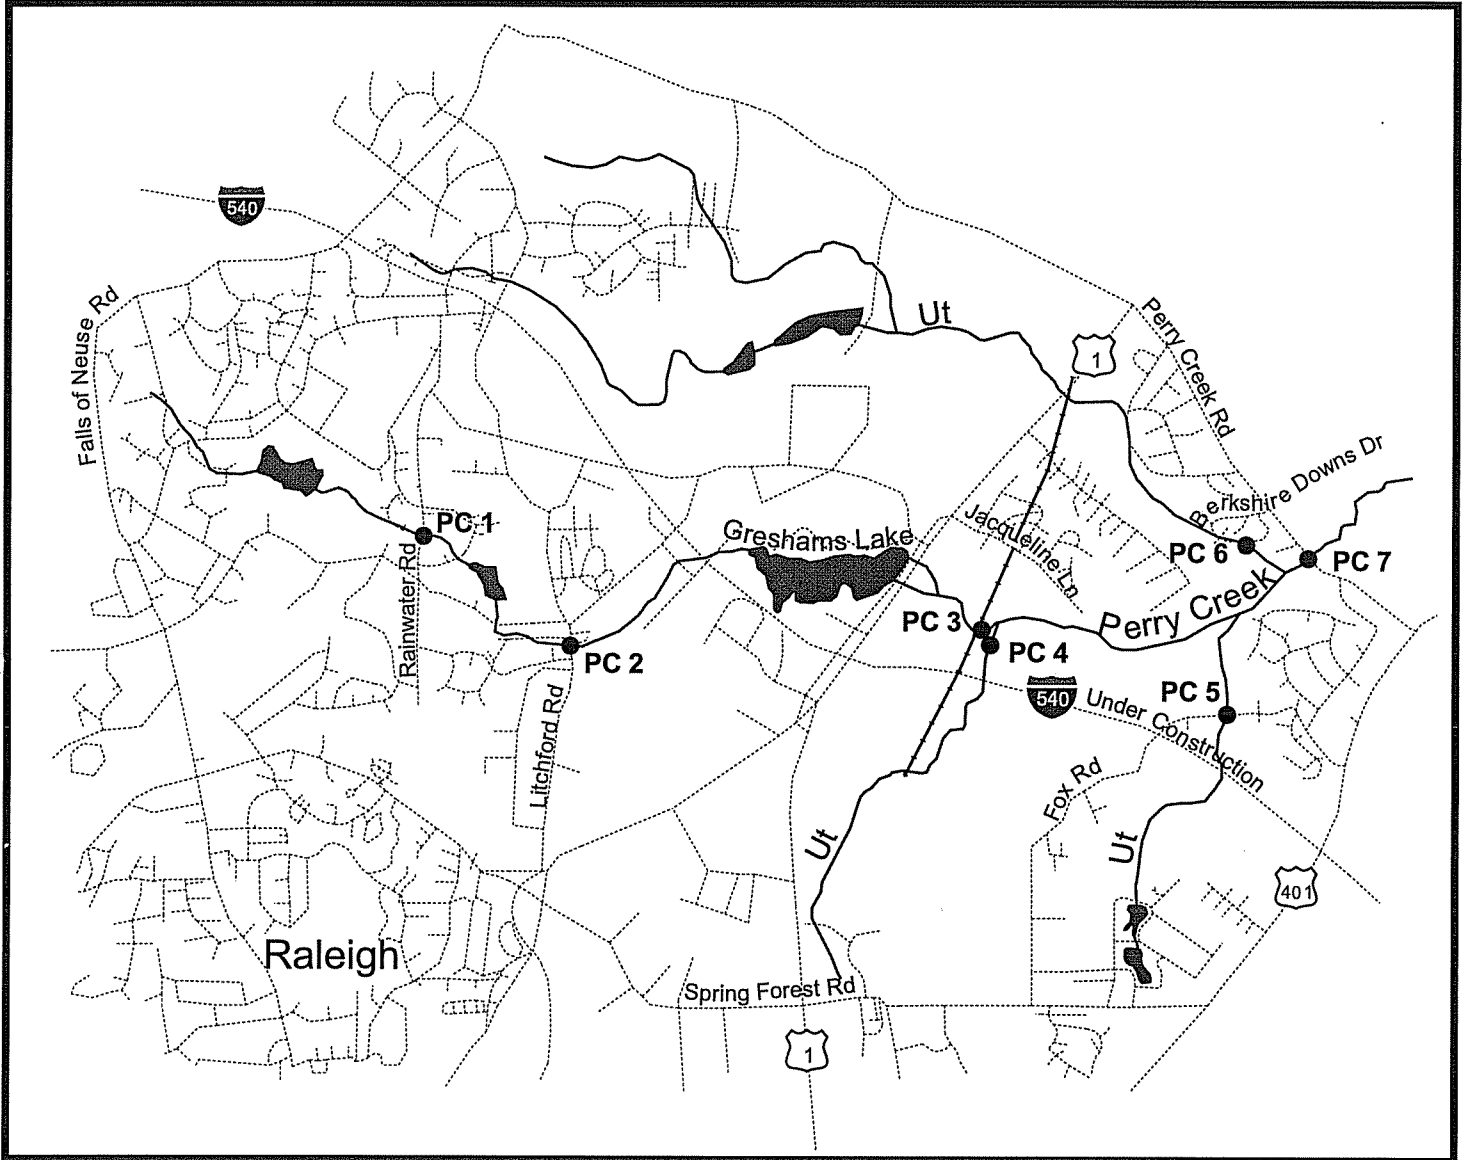 540
Falls of Neuse Rd
Ut
1
Perry Creek Rd
Berkshire Downs Dr
PC 1
Greshams Lake
Jacqueline Ln
PC 6
PC 7
Rainwater Rd
PC 2
PC 3
Perry Creek
PC 4
540
Under Construction
PC 5
Litchford Rd
Fox Rd
Ut
Ut
401
Raleigh
Spring Forest Rd
1